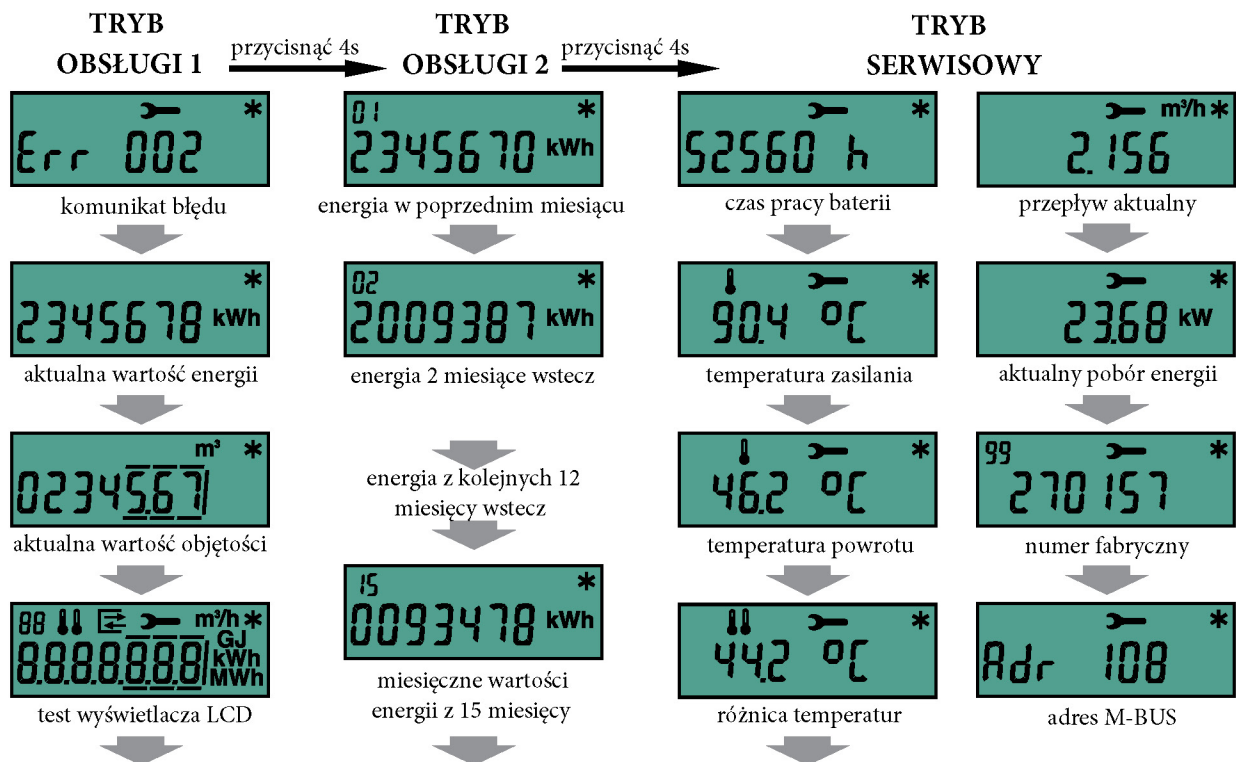 TRYB
OBSŁUGI 1
przycisnąć 4s
TRYB
OBSŁUGI 2
przycisnąć 4s
TRYB
SERWISOWY
Err 002
komunikat błędu
2345678 kWh
aktualna wartość energii
m³
02345.67
aktualna wartość objętości
88 m³/h
8.8.8.8.8.8.8 GJ
kWh
MWh
test wyświetlacza LCD
01
2345670 kWh
energia w poprzednim miesiącu
02
2009387 kWh
energia 2 miesiące wstecz
energia z kolejnych 12
miesięcy wstecz
15
0093478 kWh
miesięczne wartości
energii z 15 miesięcy
52560 h
czas pracy baterii
90.4 °C
temperatura zasilania
46.2 °C
temperatura powrotu
44.2 °C
różnica temperatur
m³/h
2.156
przepływ aktualny
23.68 kW
aktualny pobór energii
99
270157
numer fabryczny
Adr 108
adres M-BUS